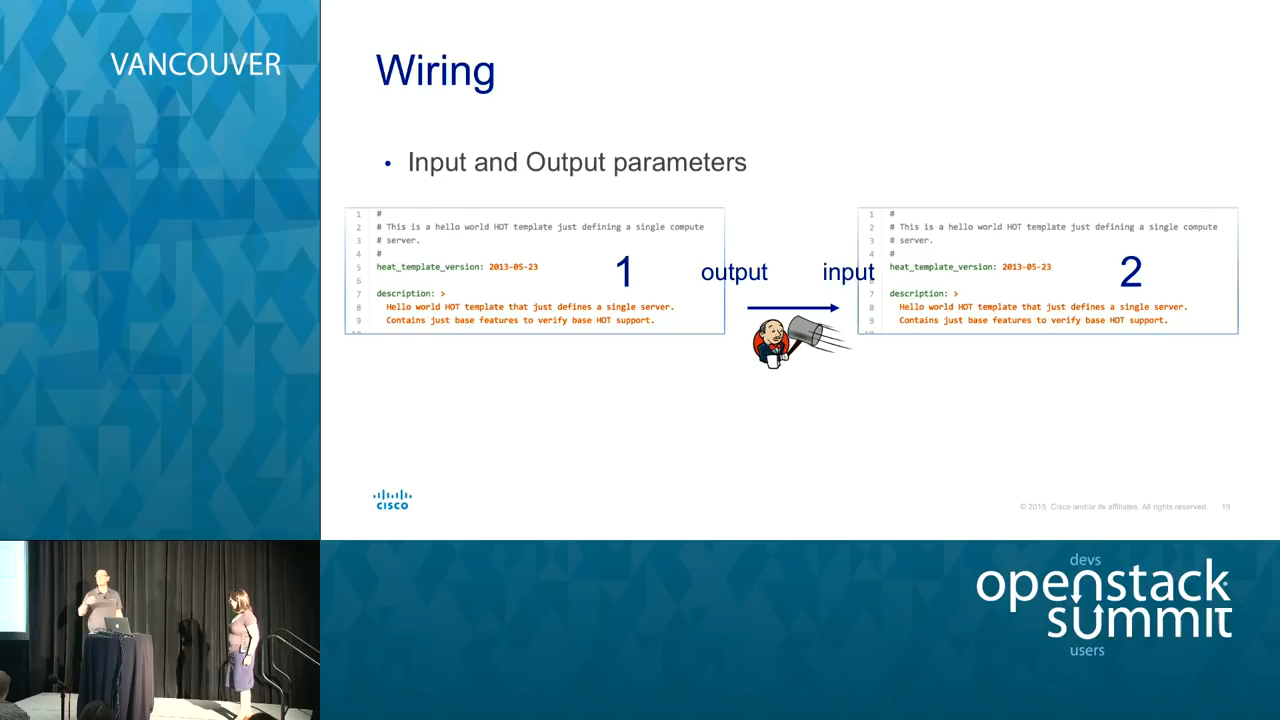 VANCOUVER
Wiring
• Input and Output parameters
1 #
2 # This is a hello world HOT template just defining a single compute
3 # server.
4 #
5 heat_template_version: 2013-05-23
6
7 description: >
8 Hello world HOT template that just defines a single server.
9 Contains just base features to verify base HOT support.
1
output
input
1 #
2 # This is a hello world HOT template just defining a single compute
3 # server.
4 #
5 heat_template_version: 2013-05-23
6
7 description: >
8 Hello world HOT template that just defines a single server.
9 Contains just base features to verify base HOT support.
2
CISCO
© 2015 Cisco and/or its affiliates. All rights reserved. 19
devs
openstack
summit
users